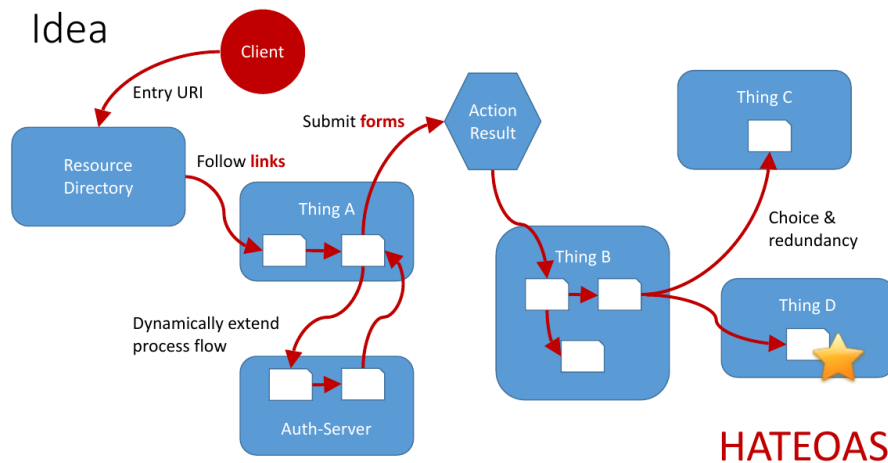 Idea
Client
Entry URI
Resource
Directory
Follow links
Submit forms
Action
Result
Thing A
Thing B
Thing C
Choice &
redundancy
Thing D
Dynamically extend
process flow
Auth-Server
HATEOAS